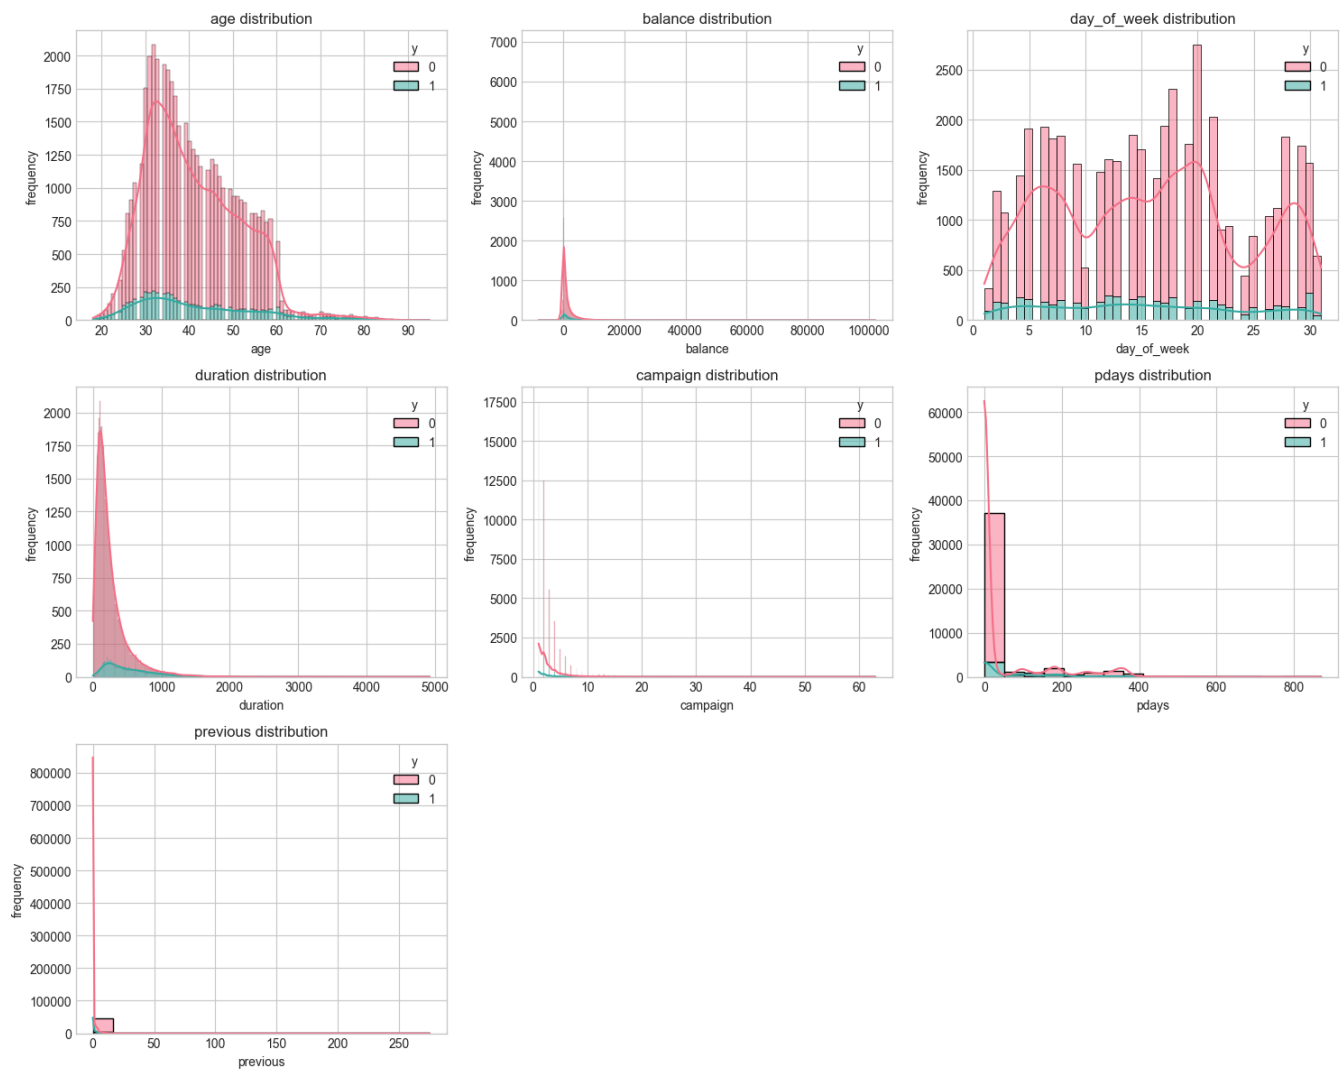 age distribution
frequency
2000
1750
1500
1250
1000
750
500
250
0
20 30 40 50 60 70 80 90
age
y
0
1
balance distribution
frequency
7000
6000
5000
4000
3000
2000
1000
0
0 20000 40000 60000 80000 100000
balance
y
0
1
day_of_week distribution
frequency
2500
2000
1500
1000
500
0
0 5 10 15 20 25 30
day_of_week
y
0
1
duration distribution
frequency
2000
1750
1500
1250
1000
750
500
250
0
0 1000 2000 3000 4000 5000
duration
y
0
1
campaign distribution
frequency
17500
15000
12500
10000
7500
5000
2500
0
0 10 20 30 40 50 60
campaign
y
0
1
pdays distribution
frequency
60000
50000
40000
30000
20000
10000
0
0 200 400 600 800
pdays
y
0
1
previous distribution
frequency
800000
700000
600000
500000
400000
300000
200000
100000
0
0 50 100 150 200 250
previous
y
0
1